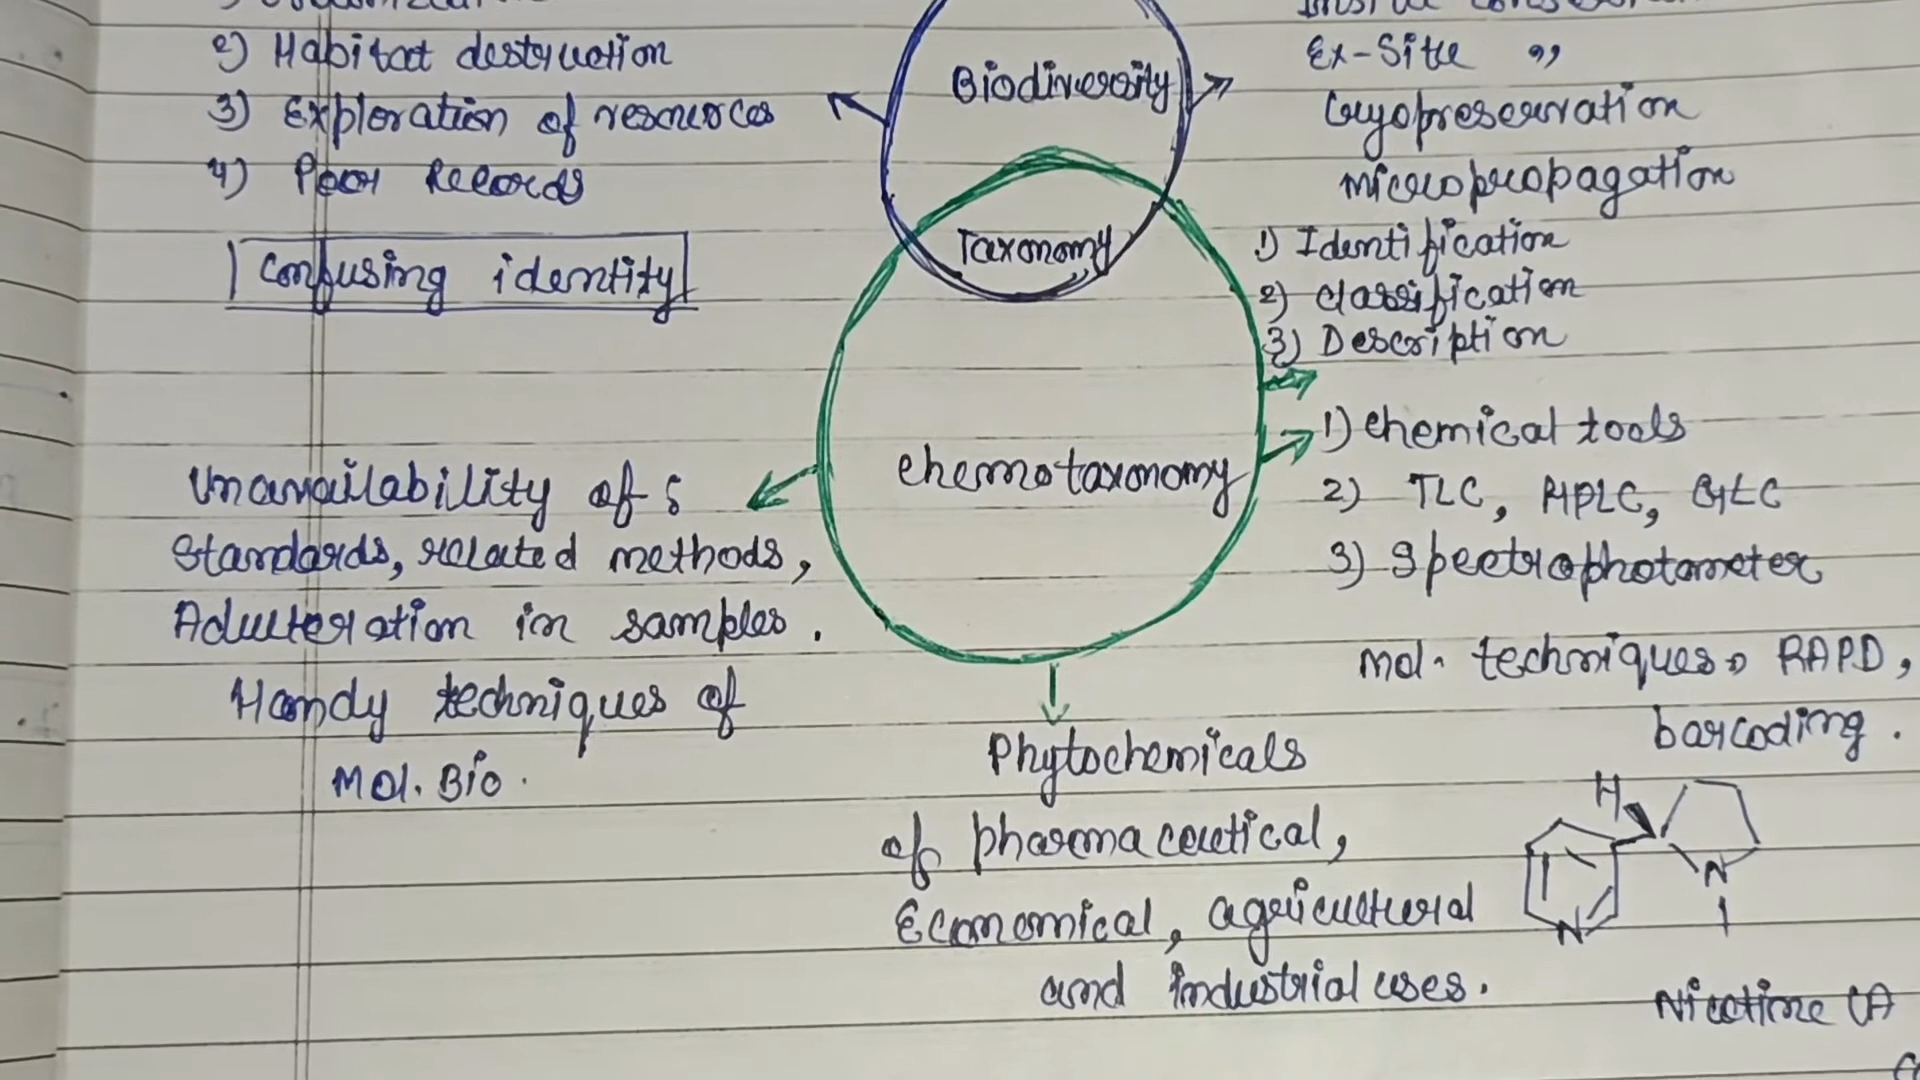 2) Habitat destruction
3) Exploration of resources
4) Poor Records
Confusing identity
Biodiversity
Taxonomy
Ex-Situ ,,
Cryopreservation
micropropagation
1) Identification
2) classification
3) Description
chemotaxonomy
1) chemical tools
2) TLC, HPLC, GLC
3) Spectrophotometer
mol. techniques, RAPD,
barcoding.
Unavailability of
Standards, related methods,
Adulteration in samples.
Handy techniques of
Mol. Bio.
Phytochemicals
of pharmaceutical,
Economical, agricultural
and industrial uses.
H
N
N
Nicotine (A